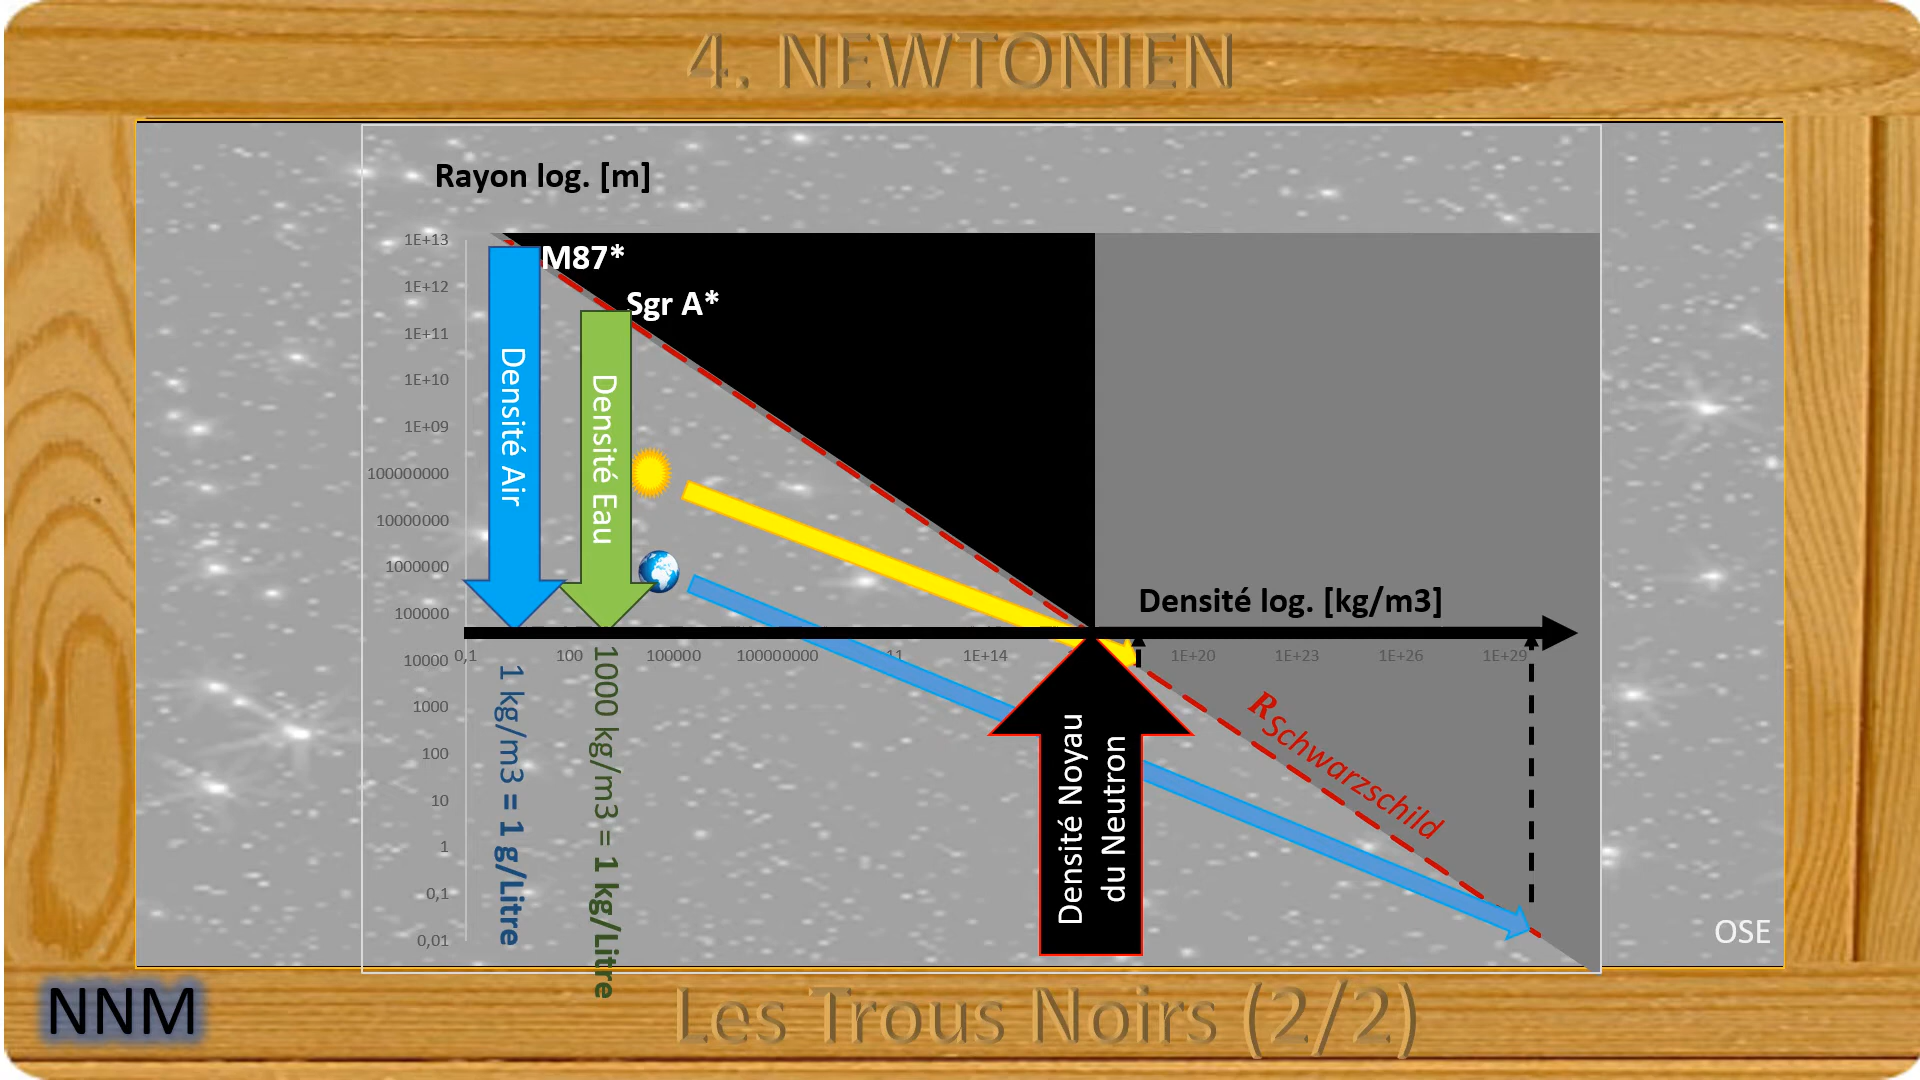 4. NEWTONIEN
Rayon log. [m]
1E+13
1E+12
1E+11
1E+10
1E+09
100000000
10000000
1000000
100000
10000
1000
100
10
1
0,1
0,01
M87*
Sgr A*
Densité Air
Densité Eau
Densité log. [kg/m3]
0,1
100
100000
100000000
11
1E+14
1E+20
1E+23
1E+26
1E+29
1 kg/m3 = 1 g/Litre
1000 kg/m3 = 1 kg/Litre
Densité Noyau
du Neutron
RSchwarzschild
OSE
NNM
Les Trous Noirs (2/2)